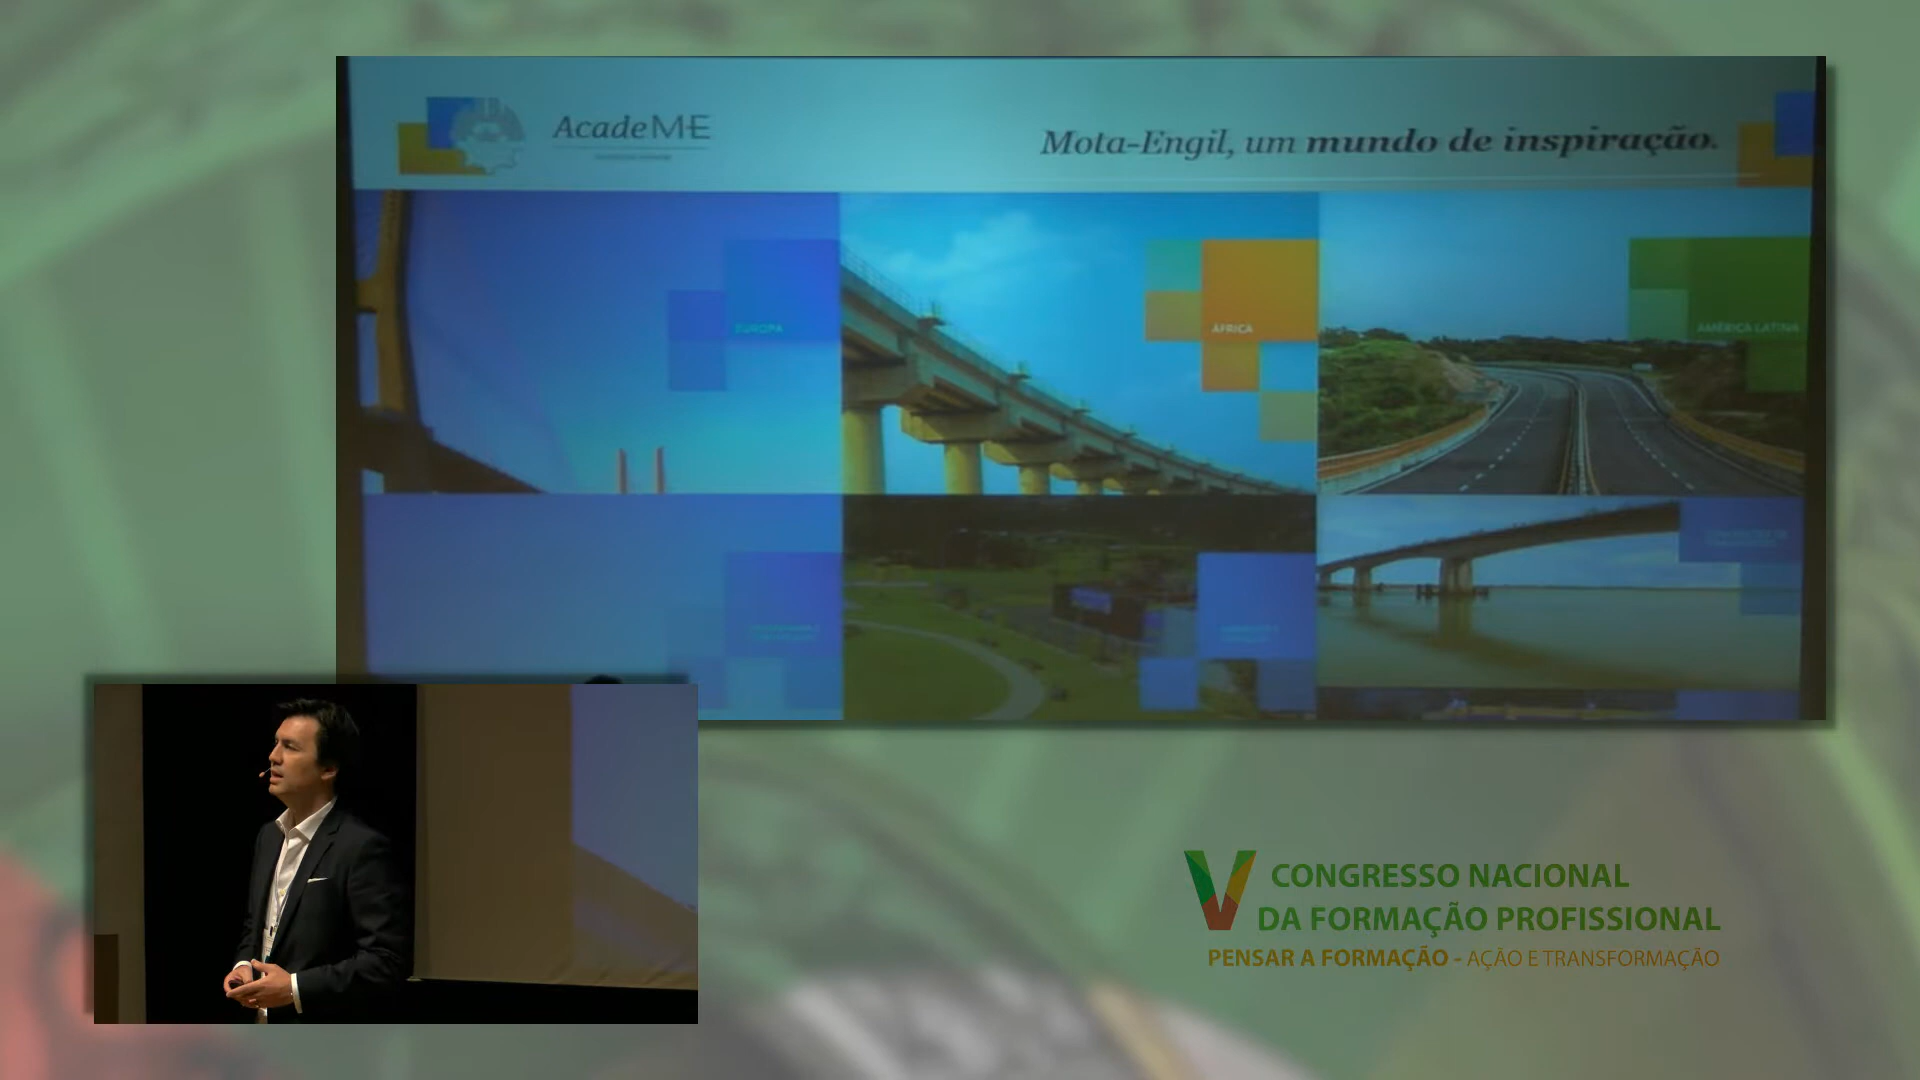 AcadeME
Mota-Engil, um mundo de inspiração.
EUROPA
ÁFRICA
AMÉRICA LATINA
V CONGRESSO NACIONAL
DA FORMAÇÃO PROFISSIONAL
PENSAR A FORMAÇÃO - AÇÃO E TRANSFORMAÇÃO